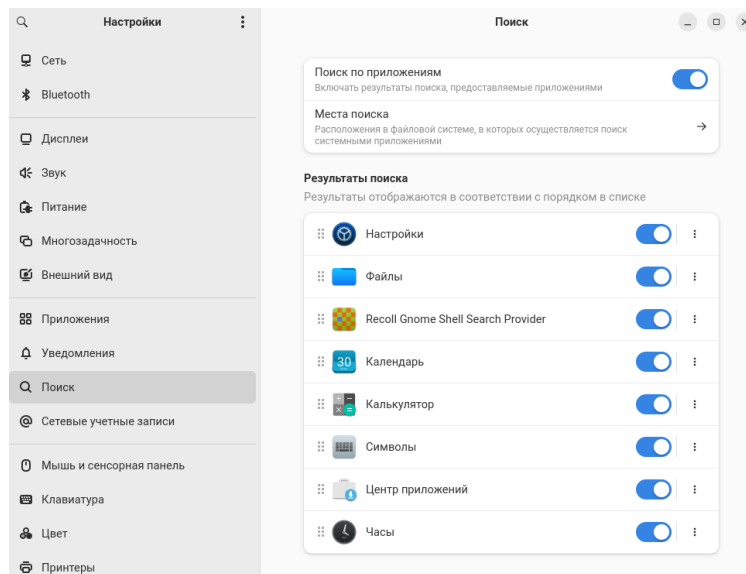 Настройки
Сеть
Bluetooth
Дисплеи
Звук
Питание
Многозадачность
Внешний вид
Приложения
Уведомления
Поиск
Сетевые учетные записи
Мышь и сенсорная панель
Клавиатура
Цвет
Принтеры
Поиск
Поиск по приложениям
Включать результаты поиска, предоставляемые приложениями
Места поиска
Расположения в файловой системе, в которых осуществляется поиск
системными приложениями
Результаты поиска
Результаты отображаются в соответствии с порядком в списке
Настройки
Файлы
Recoll Gnome Shell Search Provider
30
Календарь
Калькулятор
Символы
Центр приложений
Часы